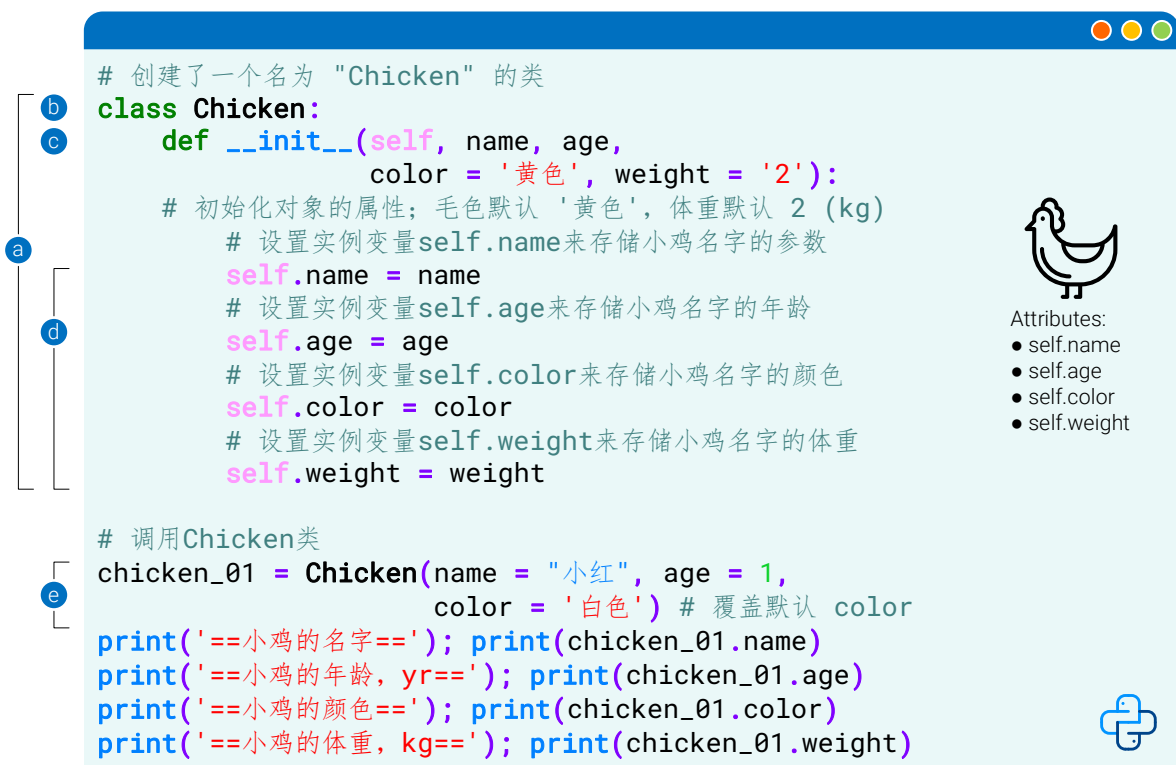 # 创建了一个名为 "Chicken" 的类
b class Chicken:
c def __init__(self, name, age,
color = '黄色', weight = '2'):
# 初始化对象的属性；毛色默认 '黄色'，体重默认 2 (kg)
a # 设置实例变量self.name来存储小鸡名字的参数
self.name = name
# 设置实例变量self.age来存储小鸡名字的年龄
d self.age = age
# 设置实例变量self.color来存储小鸡名字的颜色
self.color = color
# 设置实例变量self.weight来存储小鸡名字的体重
self.weight = weight
Attributes:
● self.name
● self.age
● self.color
● self.weight
# 调用Chicken类
chicken_01 = Chicken(name = "小红", age = 1,
e color = '白色') # 覆盖默认 color
print('==小鸡的名字=='); print(chicken_01.name)
print('==小鸡的年龄，yr=='); print(chicken_01.age)
print('==小鸡的颜色=='); print(chicken_01.color)
print('==小鸡的体重，kg=='); print(chicken_01.weight)